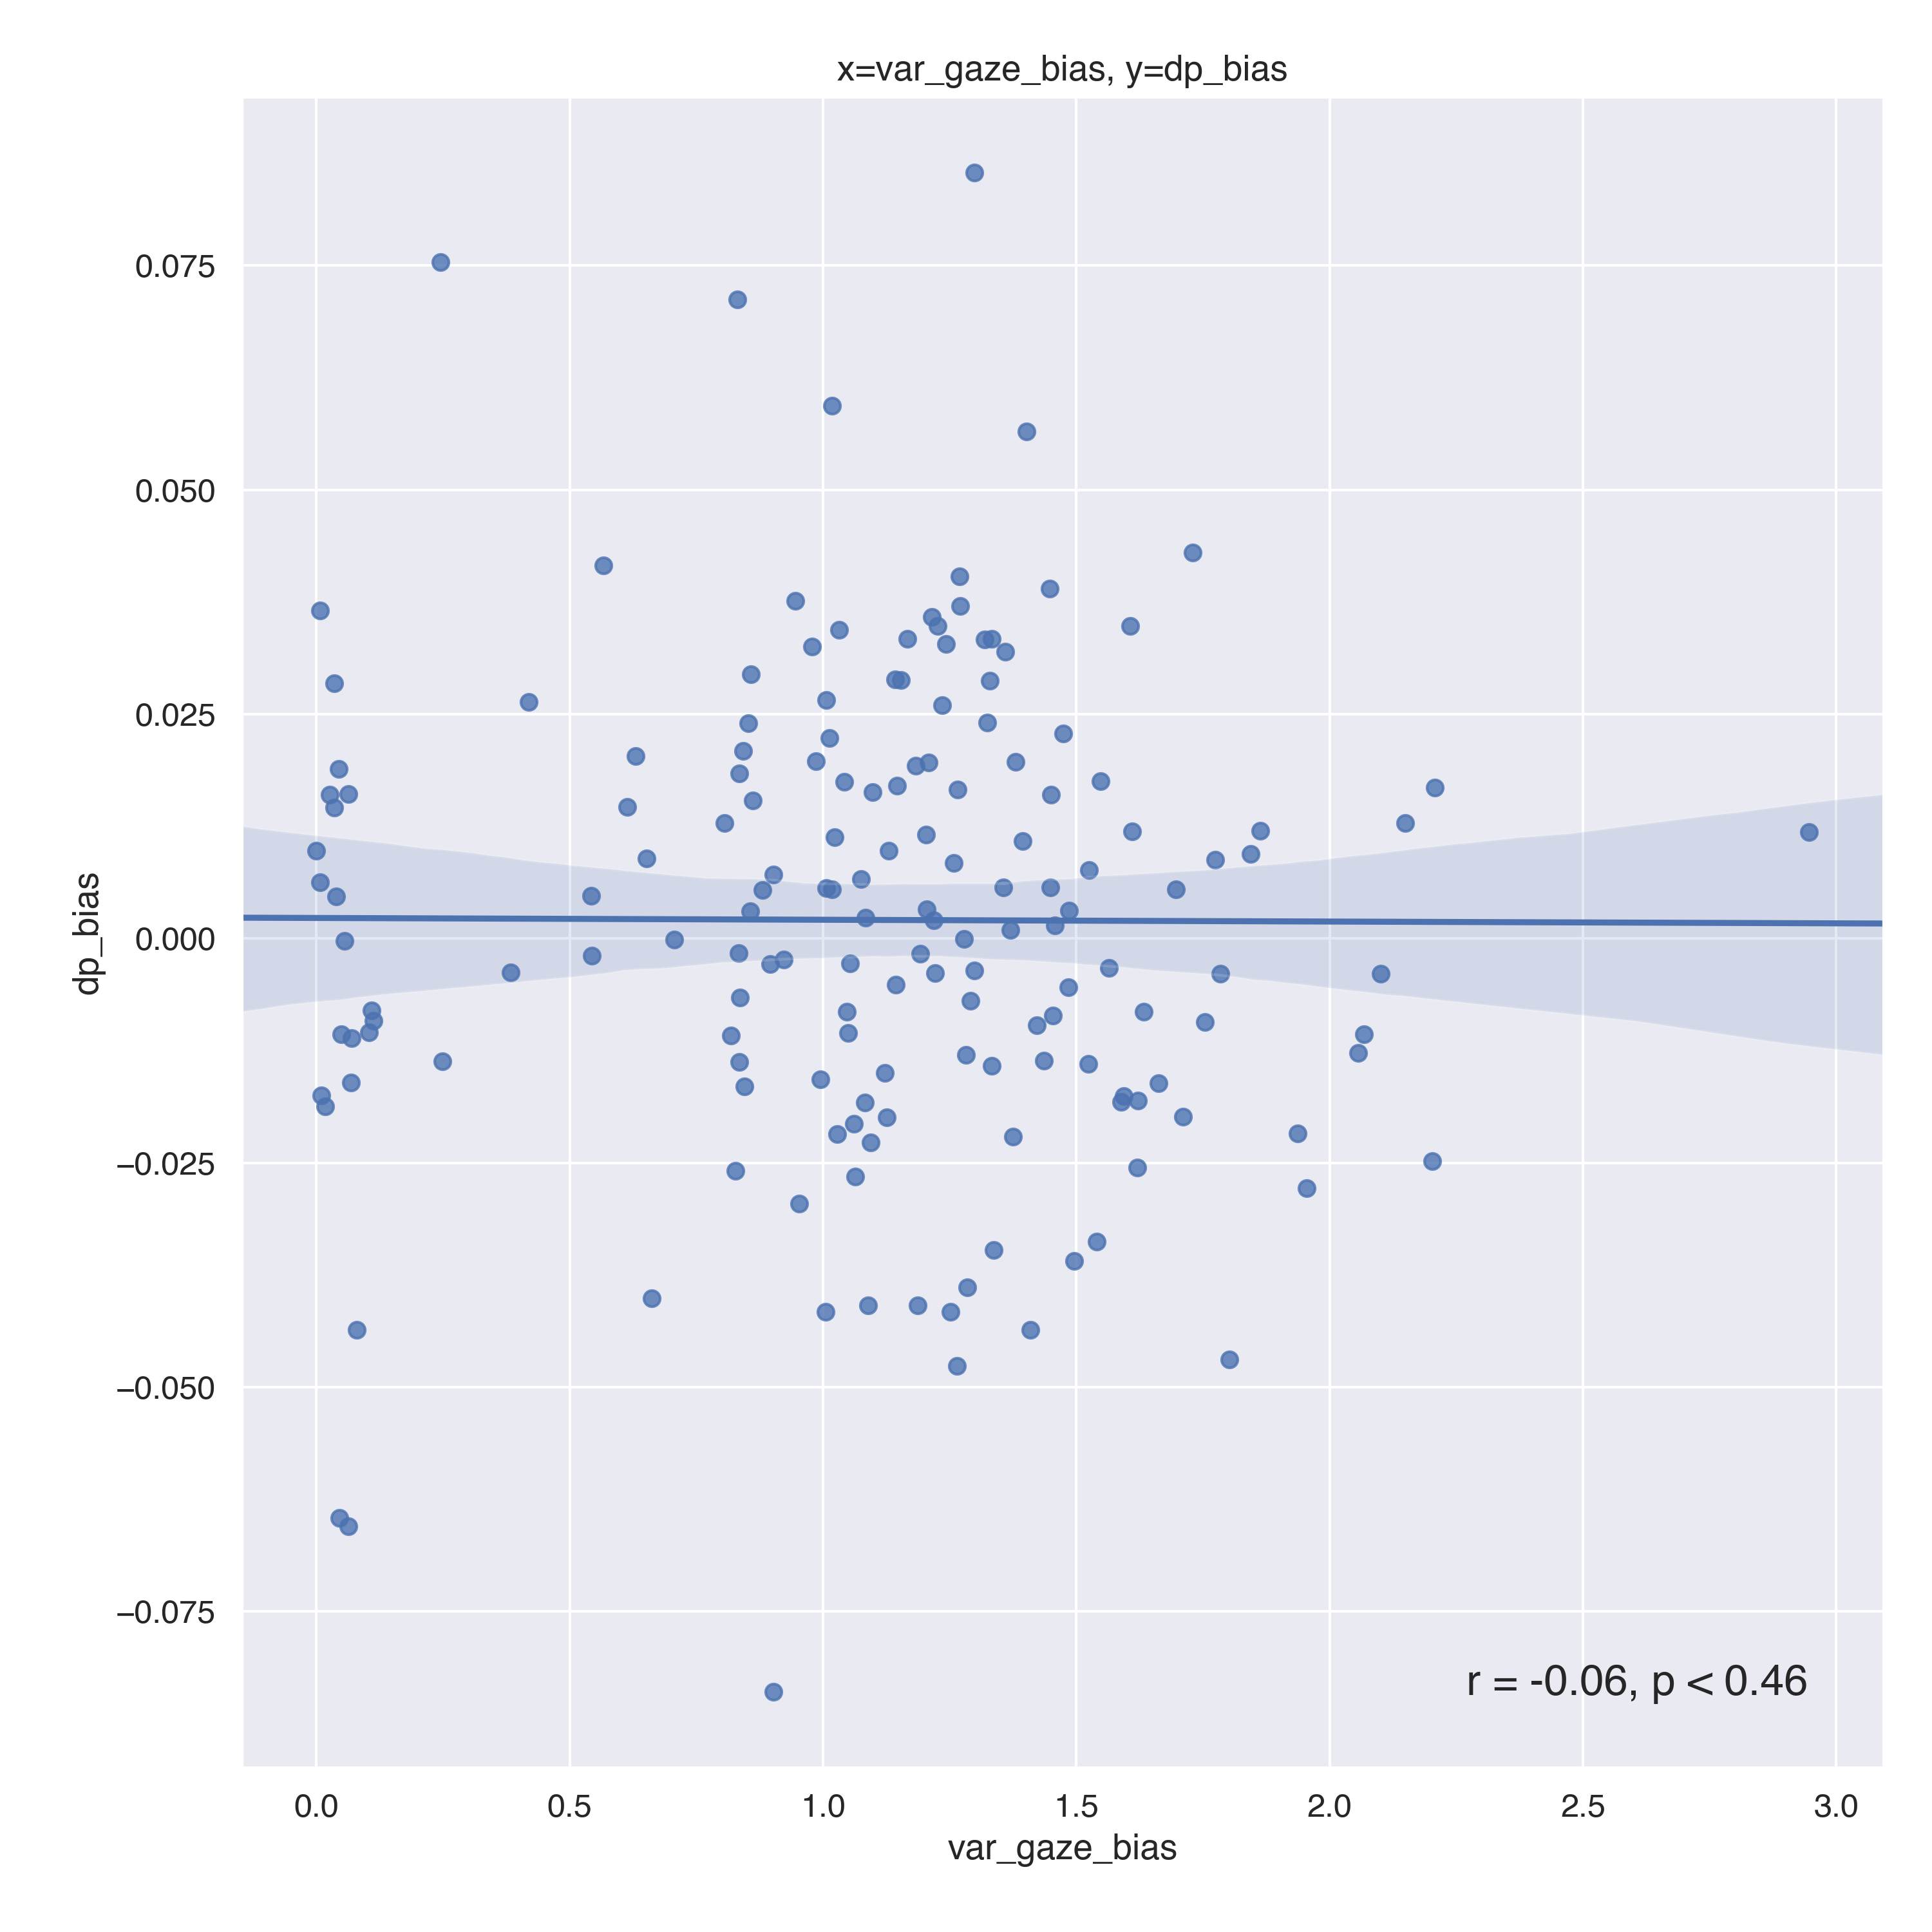 x=var_gaze_bias, y=dp_bias
0.075
0.050
0.025
0.000
−0.025
−0.050
−0.075
dp_bias
r = -0.06, p < 0.46
0.0 0.5 1.0 1.5 2.0 2.5 3.0
var_gaze_bias